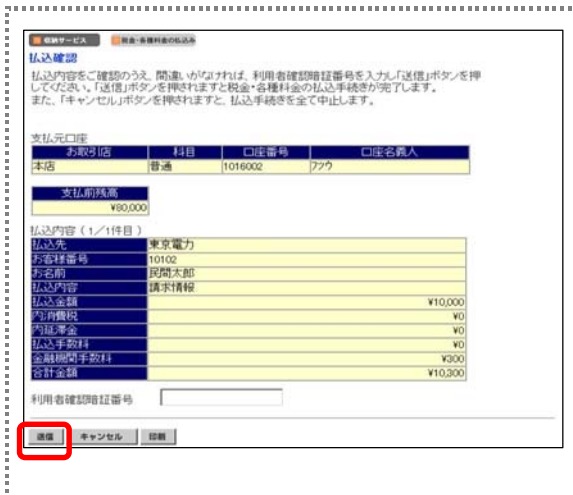 収納サービス 税金・各種料金の払込み
払込確認
払込内容をご確認のうえ、間違いがなければ、利用者確認暗証番号を入力し「送信」ボタンを押
してください。「送信」ボタンを押されますと税金・各種料金の払込手続きが完了します。
また、「キャンセル」ボタンを押されますと、払込手続きを全て中止します。
支払元口座
お取引店 科目 口座番号 口座名義人
本店 普通 1016002 フツウ
支払前残高
¥80,000
払込内容（1／1件目）
払込先 東京電力
お客様番号 10102
お名前 民間太郎
払込内容 請求情報
払込金額 ¥10,000
内消費税 ¥0
内延滞金 ¥0
払込手数料 ¥0
金融機関手数料 ¥300
合計金額 ¥10,300
利用者確認暗証番号
送信 キャンセル 印刷